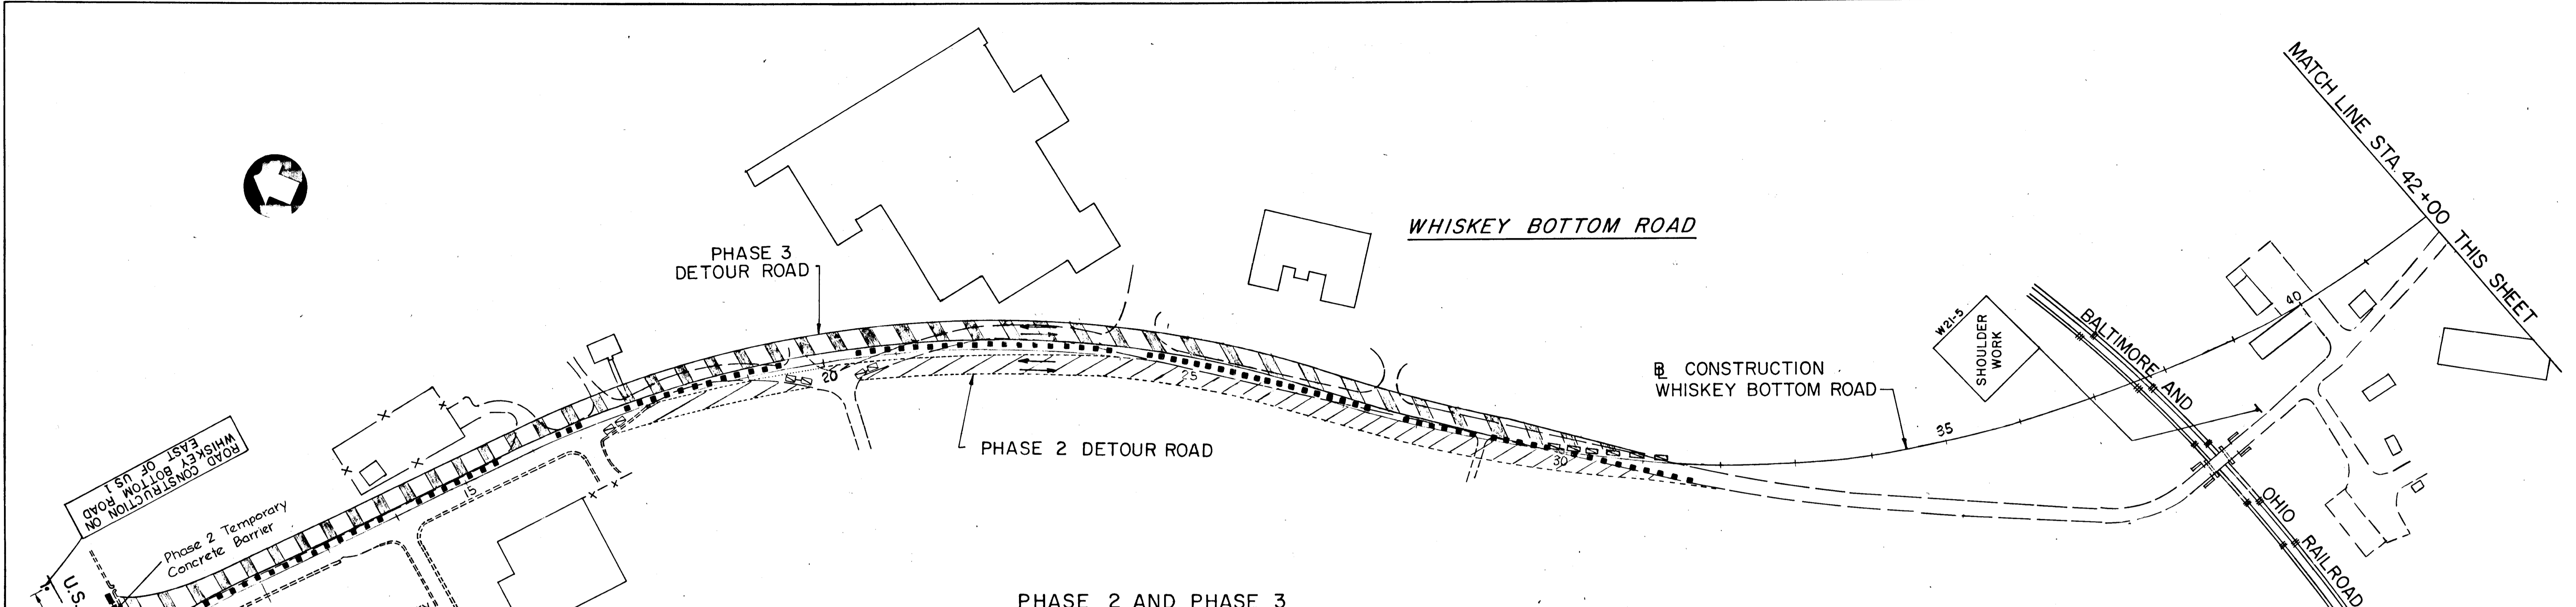 MATCH LINE STA. 42+00 THIS SHEET
WHISKEY BOTTOM ROAD
PHASE 3
DETOUR ROAD
PHASE 2 DETOUR ROAD
℄ CONSTRUCTION
WHISKEY BOTTOM ROAD
W21-5
SHOULDER
WORK
BALTIMORE AND
OHIO
RAILROAD
ROAD CONSTRUCTION ON
WHISKEY BOTTOM ROAD
EAST OF US 1
Phase 2 Temporary
Concrete Barrier
U.S.
15
20
25
30
35
40
PHASE 2 AND PHASE 3